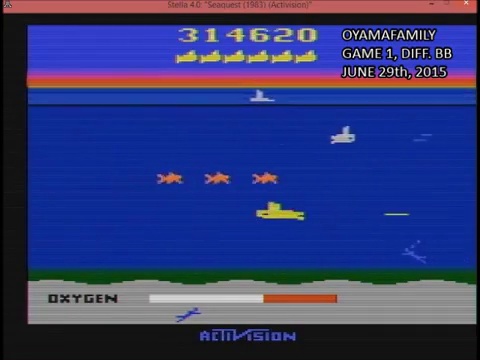 Stella 4.0: "Seaquest (1983) (Activision)"
314620
OYAMAFAMILY
GAME 1, DIFF. BB
JUNE 29th, 2015
OXYGEN
ACTIVISION